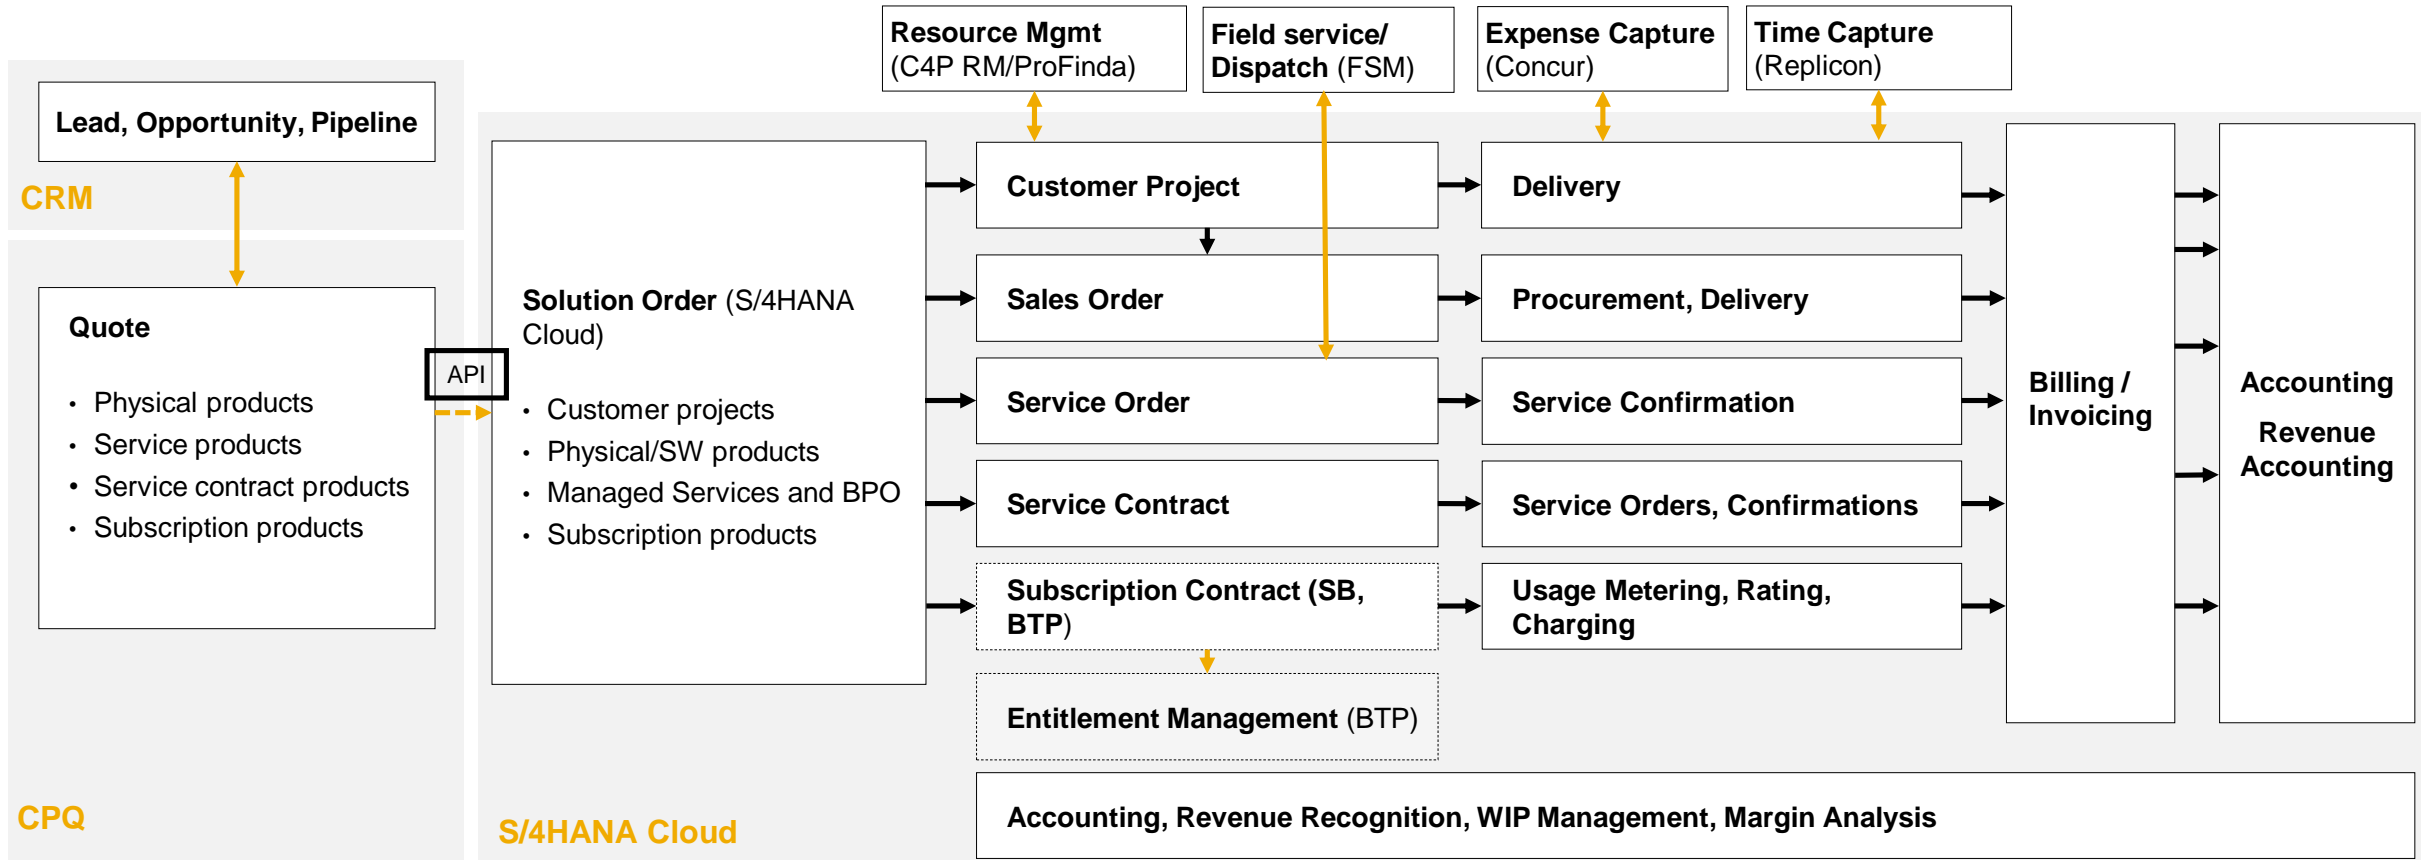 Resource Mgmt
(C4P RM/ProFinda)
Field service/
Dispatch (FSM)
Expense Capture
(Concur)
Time Capture
(Replicon)
Lead, Opportunity, Pipeline
CRM
Quote
• Physical products
• Service products
• Service contract products
• Subscription products
CPQ
API
Solution Order (S/4HANA
Cloud)
• Customer projects
• Physical/SW products
• Managed Services and BPO
• Subscription products
S/4HANA Cloud
Customer Project
Delivery
Sales Order
Procurement, Delivery
Service Order
Service Confirmation
Service Contract
Service Orders, Confirmations
Subscription Contract (SB,
BTP)
Usage Metering, Rating,
Charging
Entitlement Management (BTP)
Billing /
Invoicing
Accounting
Revenue
Accounting
Accounting, Revenue Recognition, WIP Management, Margin Analysis